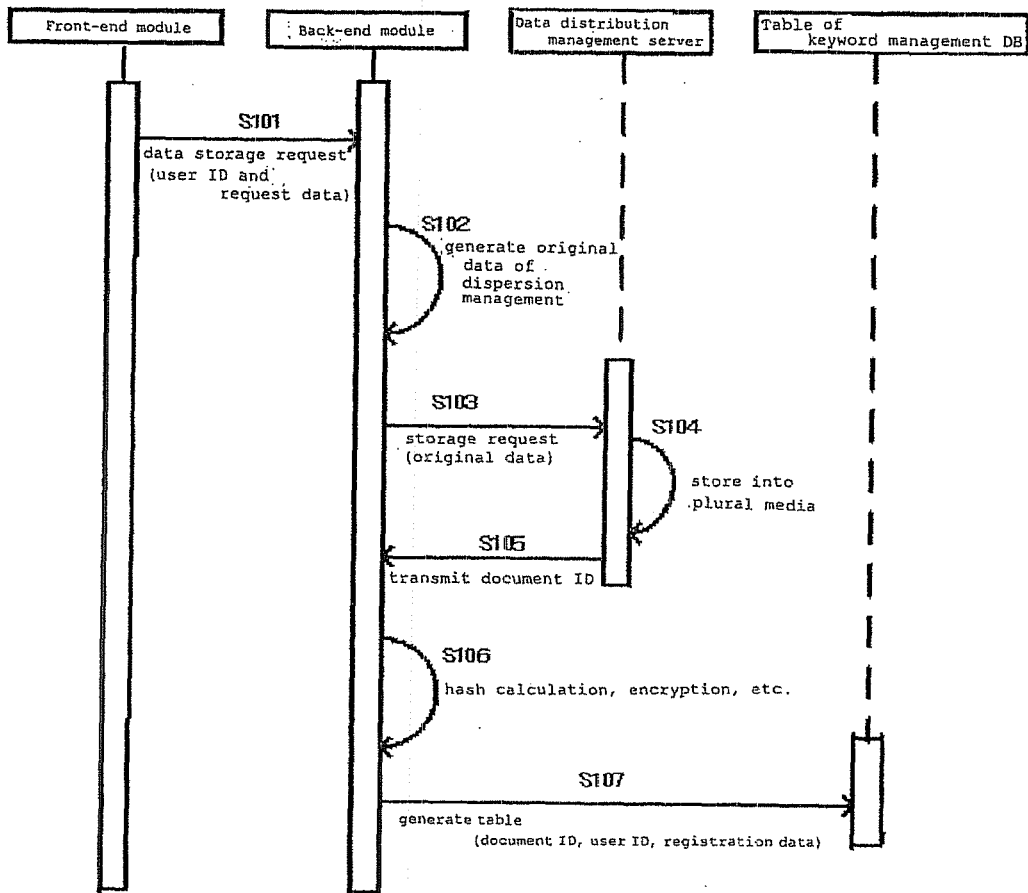 Front-end module
Back-end module
Data distribution
management server
Table of
keyword management DB
S101
data storage request
(user ID and
request data)
S102
generate original
data of
dispersion
management
S103
storage request
(original data)
S104
store into
plural media
S105
transmit document ID
S106
hash calculation, encryption, etc.
S107
generate table
(document ID, user ID, registration data)